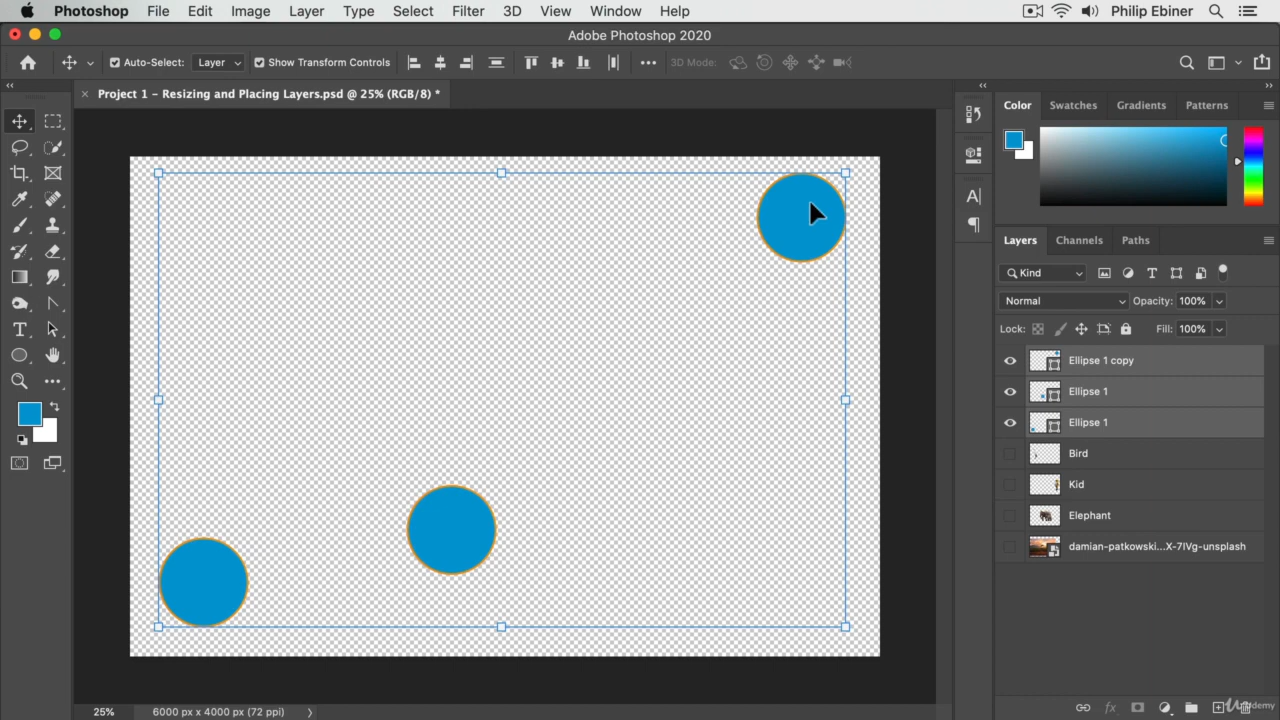 Photoshop File Edit Image Layer Type Select Filter 3D View Window Help Philip Ebiner
Adobe Photoshop 2020
Auto-Select: Layer Show Transform Controls 3D Mode:
Project 1 – Resizing and Placing Layers.psd @ 25% (RGB/8) *
Color Swatches Gradients Patterns
Layers Channels Paths
Kind
Normal Opacity: 100%
Lock: Fill: 100%
Ellipse 1 copy
Ellipse 1
Ellipse 1
Bird
Kid
Elephant
damian-patkowski...X-7IVg-unsplash
25% 6000 px x 4000 px (72 ppi)